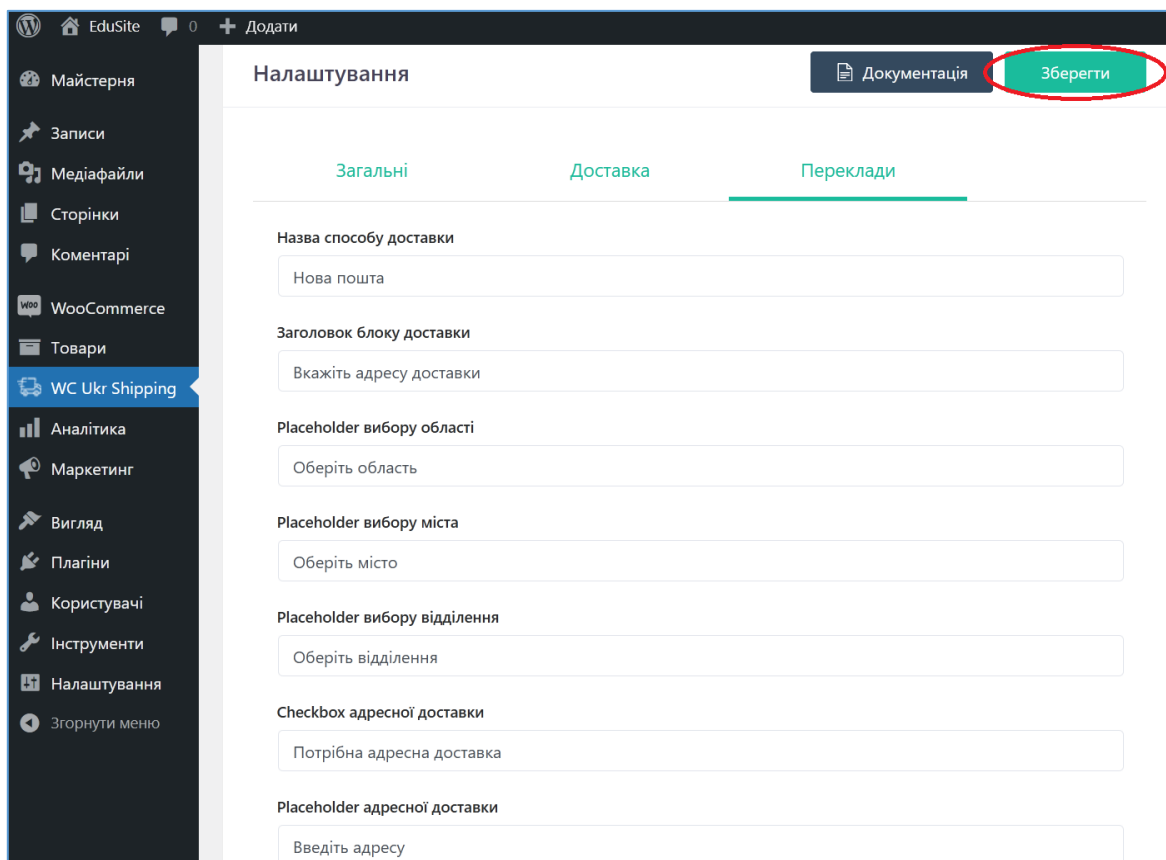 EduSite 0 Додати
Майстерня
Записи
Медіафайли
Сторінки
Коментарі
Woo WooCommerce
Товари
WC Ukr Shipping
Аналітика
Маркетинг
Вигляд
Плагіни
Користувачі
Інструменти
Налаштування
Згорнути меню
Налаштування
Документація
Зберегти
Загальні Доставка Переклади
Назва способу доставки
Нова пошта
Заголовок блоку доставки
Вкажіть адресу доставки
Placeholder вибору області
Оберіть область
Placeholder вибору міста
Оберіть місто
Placeholder вибору відділення
Оберіть відділення
Checkbox адресної доставки
Потрібна адресна доставка
Placeholder адресної доставки
Введіть адресу